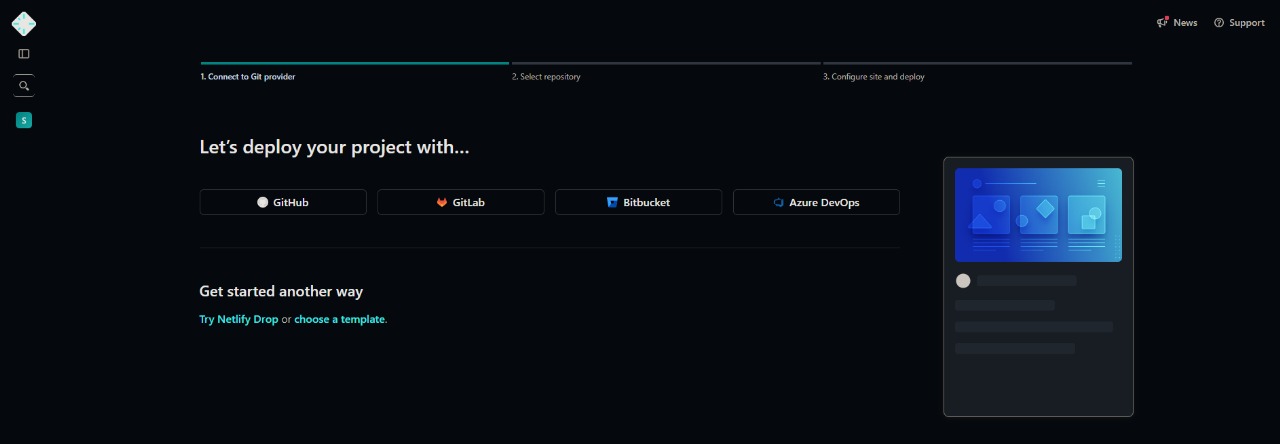 News
Support
1. Connect to Git provider
2. Select repository
3. Configure site and deploy
S
Let's deploy your project with...
GitHub
GitLab
Bitbucket
Azure DevOps
Get started another way
Try Netlify Drop or choose a template.